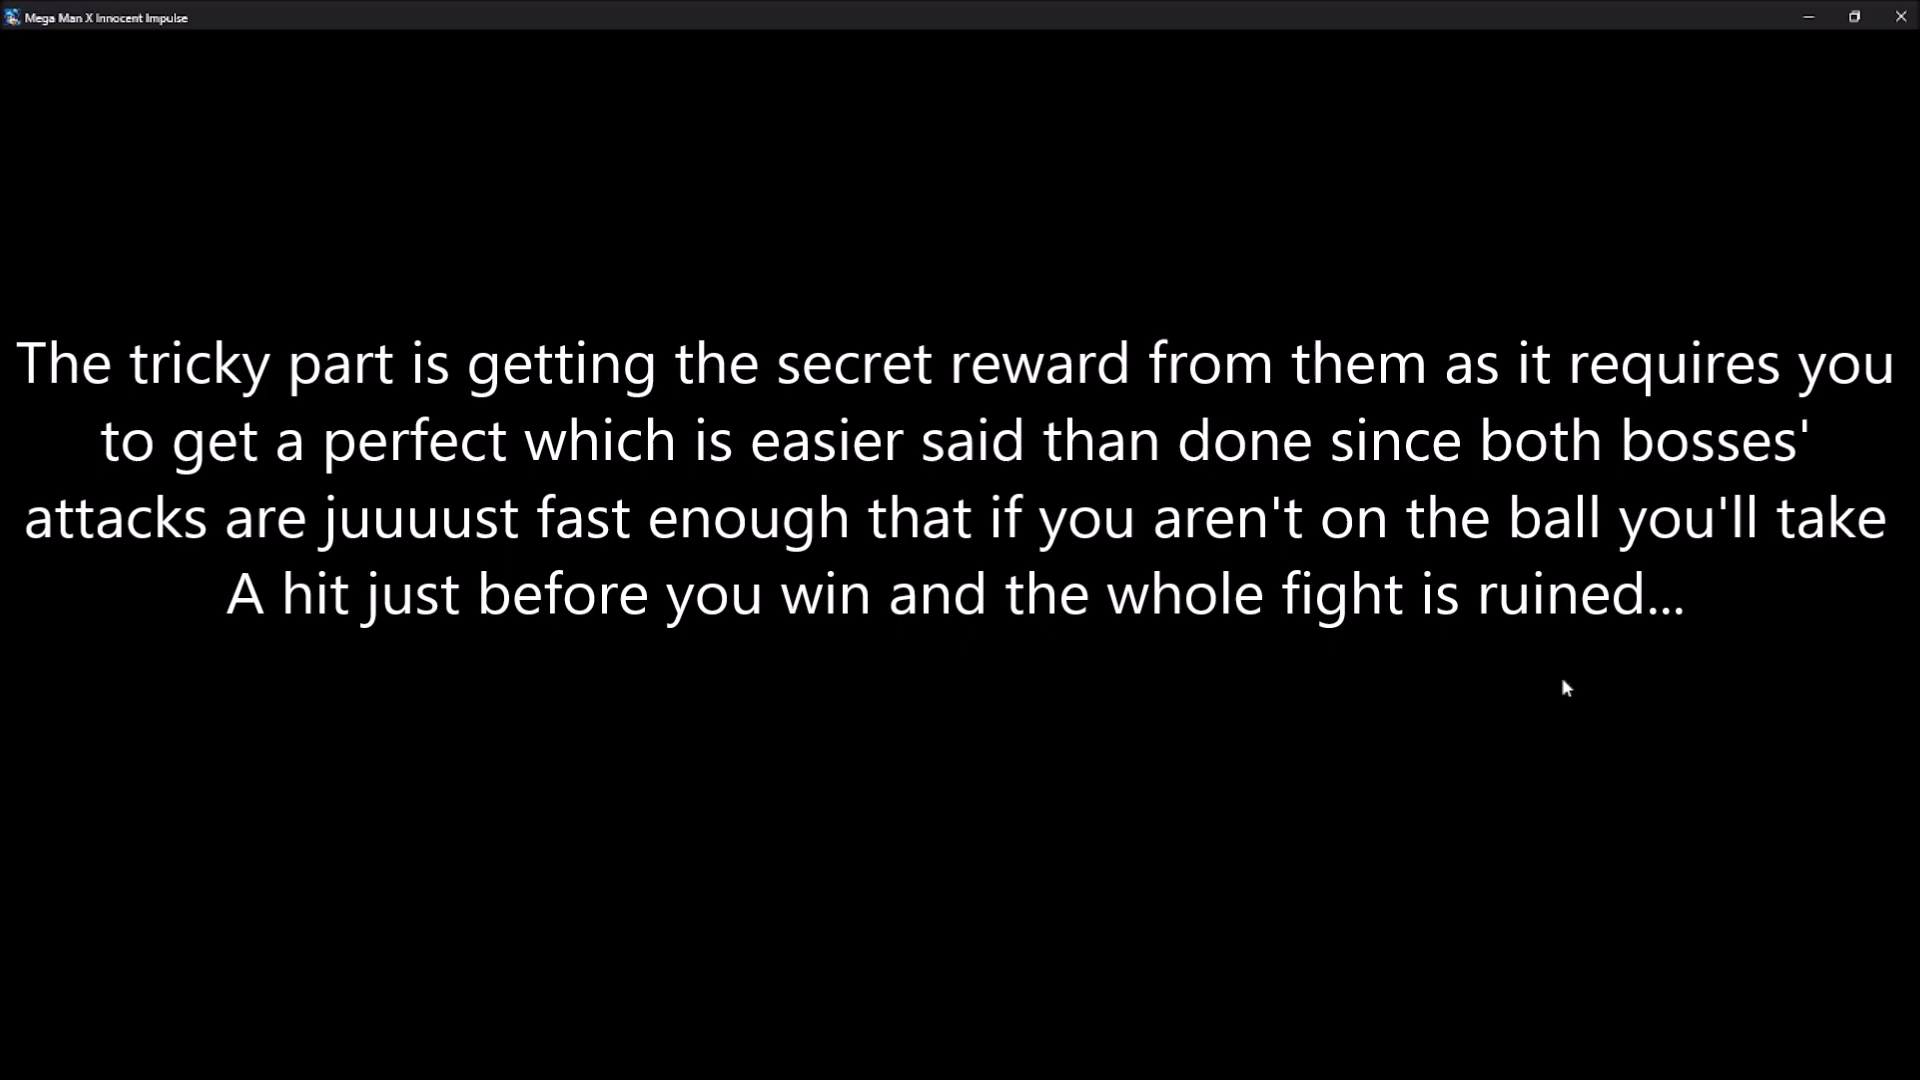 Mega Man X Innocent Impulse
The tricky part is getting the secret reward from them as it requires you
to get a perfect which is easier said than done since both bosses'
attacks are juuuust fast enough that if you aren't on the ball you'll take
A hit just before you win and the whole fight is ruined...